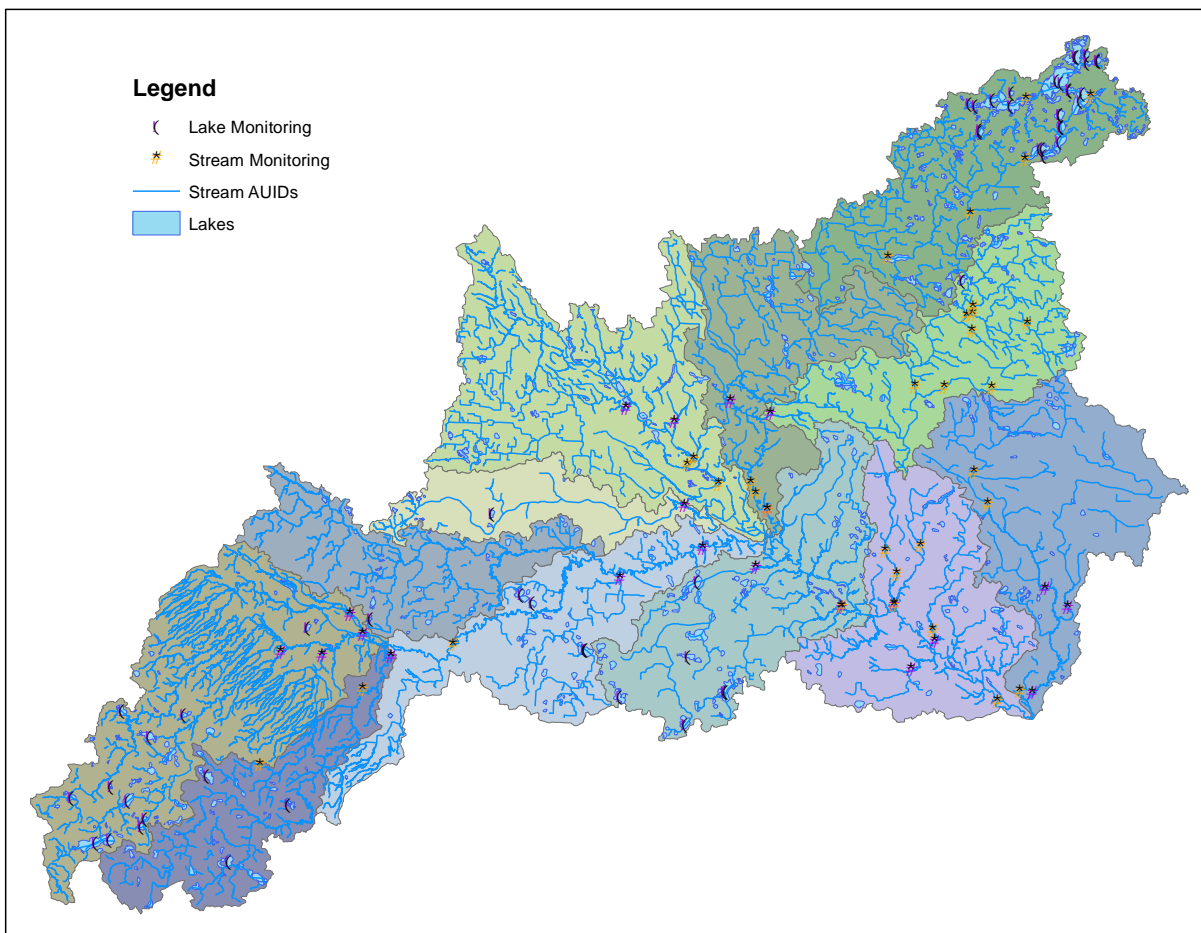 Legend
Lake Monitoring
Stream Monitoring
Stream AUIDs
Lakes